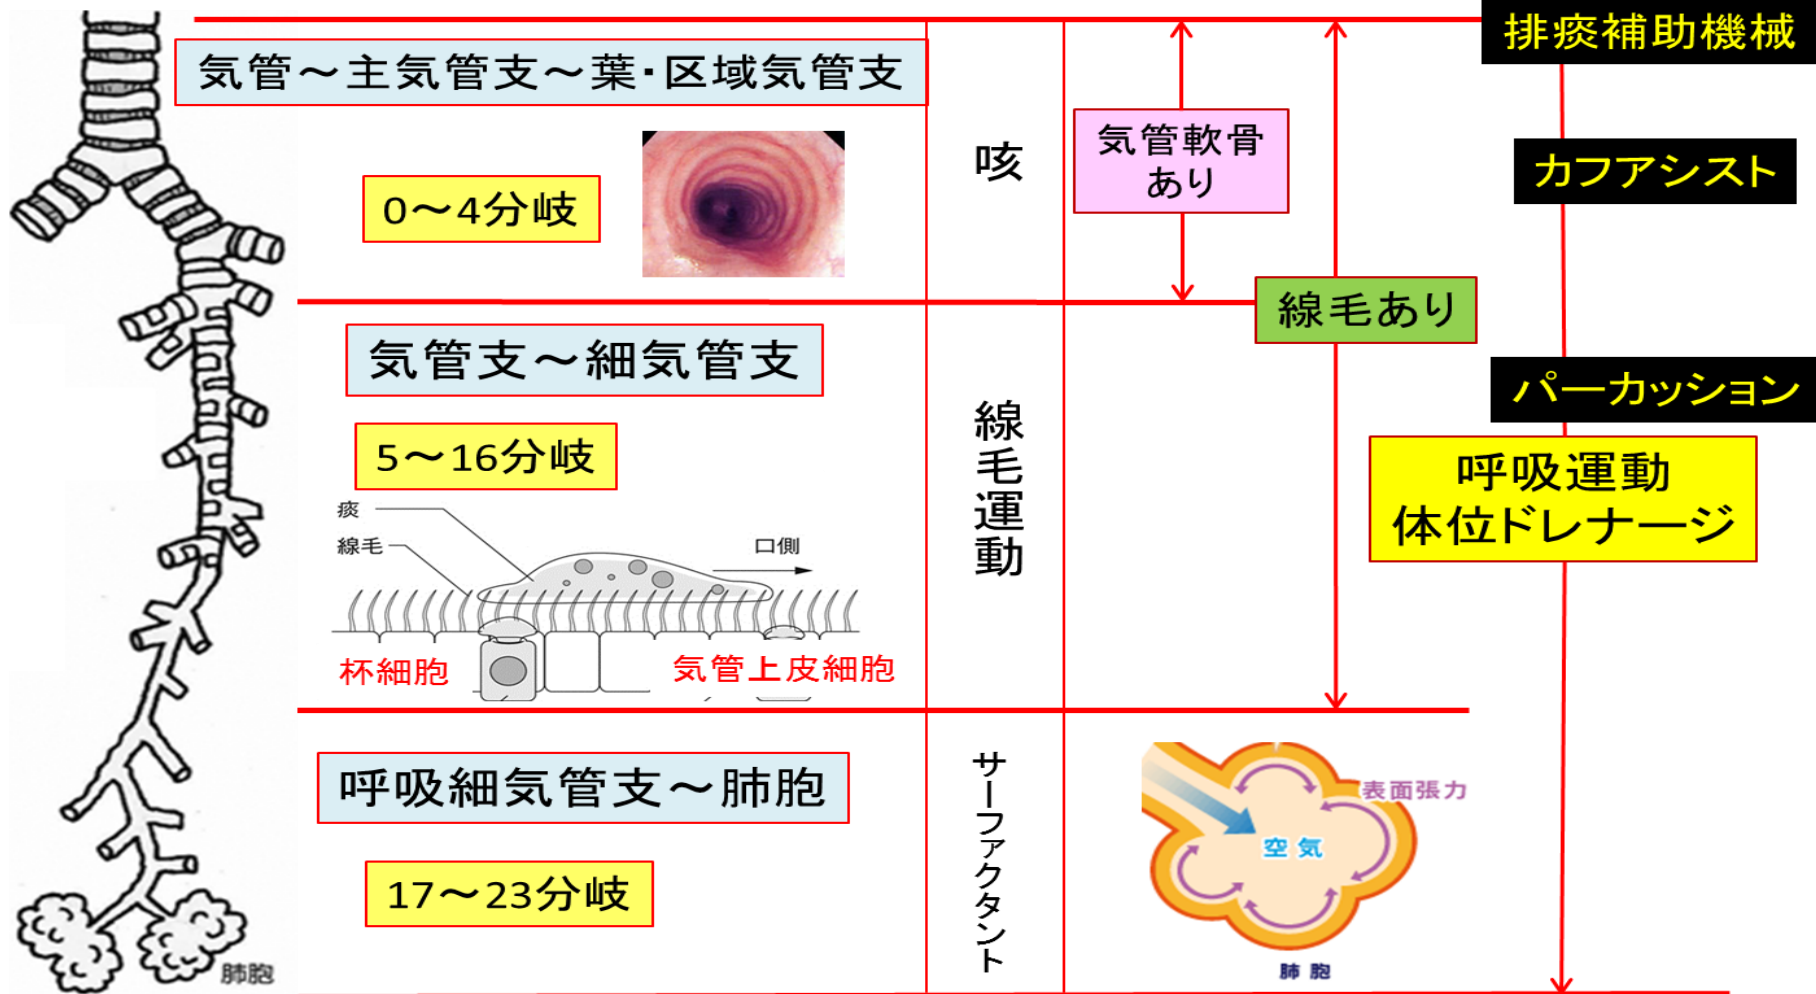 排痰補助機械
気管～主気管支～葉・区域気管支
0～4分岐
咳
気管軟骨
あり
カフアシスト
線毛あり
気管支～細気管支
5～16分岐
線毛運動
パーカッション
呼吸運動
体位ドレナージ
痰
線毛
口側
杯細胞
気管上皮細胞
呼吸細気管支～肺胞
17～23分岐
サーファクタント
表面張力
空気
肺胞
肺胞